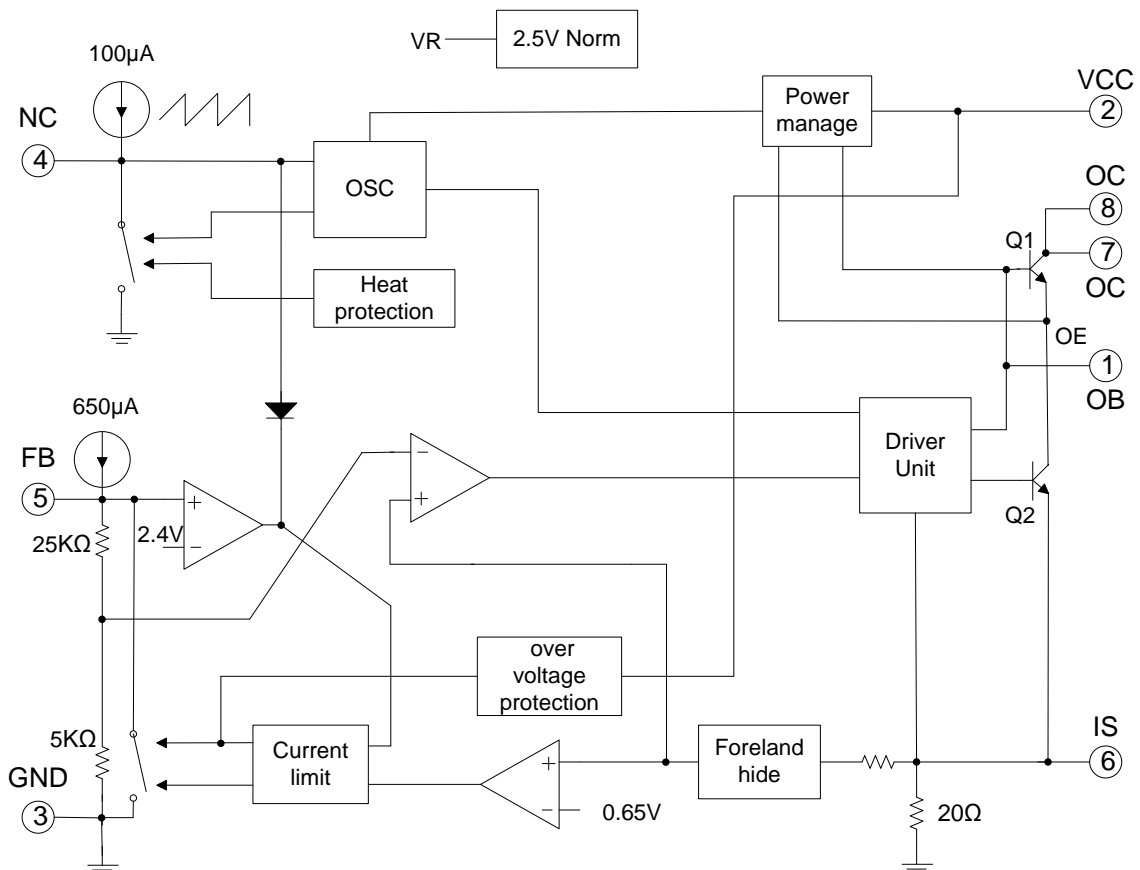 VR
2.5V Norm
100μA
NC
4
OSC
Power
manage
VCC
2
OC
8
Q1
7
OC
Heat
protection
OE
1
OB
650μA
FB
5
Driver
Unit
−
+
+
−
2.4V
25KΩ
Q2
over
voltage
protection
5KΩ
GND
3
Current
limit
+
−
0.65V
Foreland
hide
IS
6
20Ω